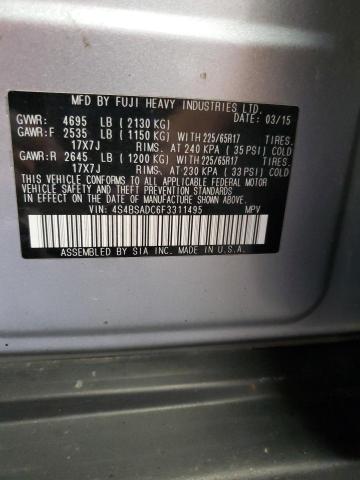 MFD BY FUJI HEAVY INDUSTRIES LTD.
GVWR: 4695 LB (2130 KG) DATE: 03/15
GAWR:F 2535 LB (1150 KG) WITH 225/65R17 TIRES.
17X7J RIMS. AT 240 KPA (35 PSI) COLD.
GAWR:R 2645 LB (1200 KG) WITH 225/65R17 TIRES.
17X7J RIMS. AT 230 KPA (33 PSI) COLD.
THIS VEHICLE CONFORMS TO ALL APPLICABLE FEDERAL MOTOR
VEHICLE SAFETY, BUMPER, AND THEFT PREVENTION STANDARDS
IN EFFECT ON THE DATE OF MANUFACTURE SHOWN ABOVE.
VIN: 4S4BSADC6F3311495 MPV
ASSEMBLED BY SIA INC. MADE IN U.S.A.